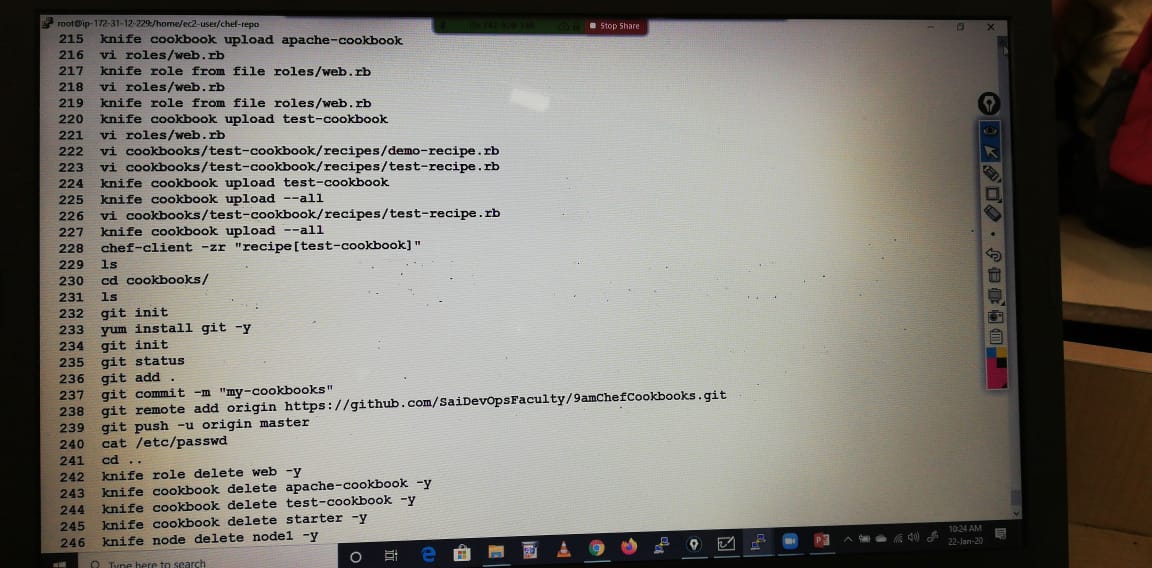 root@ip-172-31-12-229:/home/ec2-user/chef-repo
Stop Share
215 knife cookbook upload apache-cookbook
216 vi roles/web.rb
217 knife role from file roles/web.rb
218 vi roles/web.rb
219 knife role from file roles/web.rb
220 knife cookbook upload test-cookbook
221 vi roles/web.rb
222 vi cookbooks/test-cookbook/recipes/demo-recipe.rb
223 vi cookbooks/test-cookbook/recipes/test-recipe.rb
224 knife cookbook upload test-cookbook
225 knife cookbook upload --all
226 vi cookbooks/test-cookbook/recipes/test-recipe.rb
227 knife cookbook upload --all
228 chef-client -zr "recipe[test-cookbook]"
229 ls
230 cd cookbooks/
231 ls
232 git init
233 yum install git -y
234 git init
235 git status
236 git add .
237 git commit -m "my-cookbooks"
238 git remote add origin https://github.com/SaiDevOpsFaculty/9amChefCookbooks.git
239 git push -u origin master
240 cat /etc/passwd
241 cd ..
242 knife role delete web -y
243 knife cookbook delete apache-cookbook -y
244 knife cookbook delete test-cookbook -y
245 knife cookbook delete starter -y
246 knife node delete node1 -y
Type here to search
10:24 AM
22-Jan-20